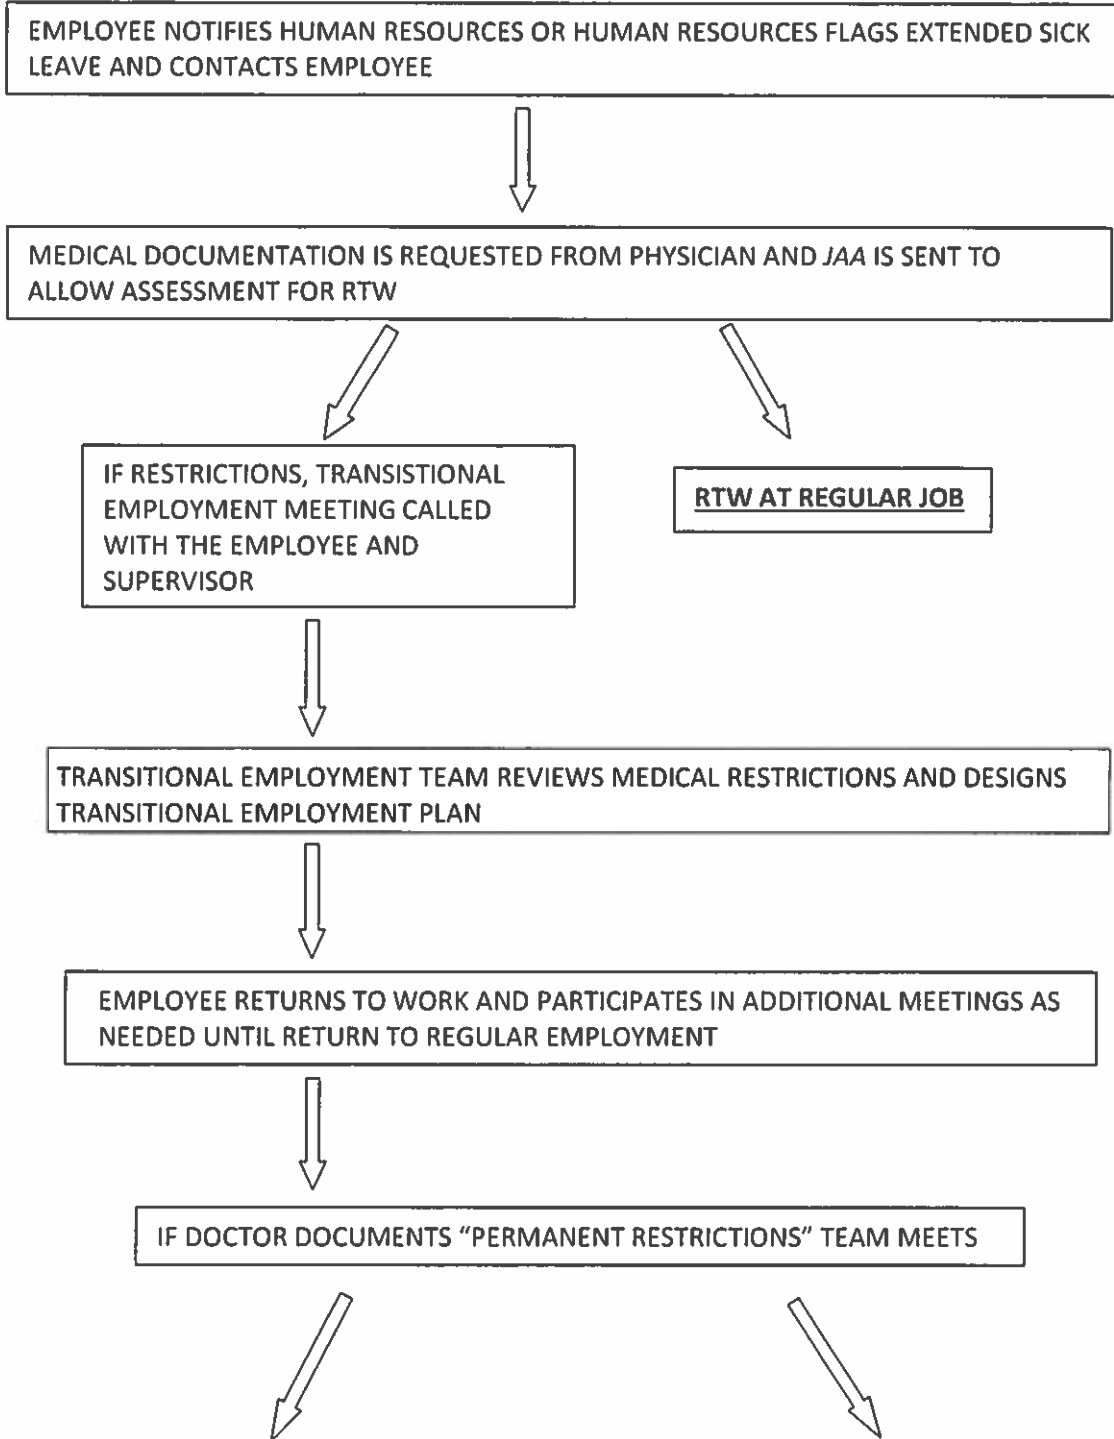 EMPLOYEE NOTIFIES HUMAN RESOURCES OR HUMAN RESOURCES FLAGS EXTENDED SICK
LEAVE AND CONTACTS EMPLOYEE
MEDICAL DOCUMENTATION IS REQUESTED FROM PHYSICIAN AND JAA IS SENT TO
ALLOW ASSESSMENT FOR RTW
IF RESTRICTIONS, TRANSISTIONAL
EMPLOYMENT MEETING CALLED
WITH THE EMPLOYEE AND
SUPERVISOR
RTW AT REGULAR JOB
TRANSITIONAL EMPLOYMENT TEAM REVIEWS MEDICAL RESTRICTIONS AND DESIGNS
TRANSITIONAL EMPLOYMENT PLAN
EMPLOYEE RETURNS TO WORK AND PARTICIPATES IN ADDITIONAL MEETINGS AS
NEEDED UNTIL RETURN TO REGULAR EMPLOYMENT
IF DOCTOR DOCUMENTS “PERMANENT RESTRICTIONS” TEAM MEETS